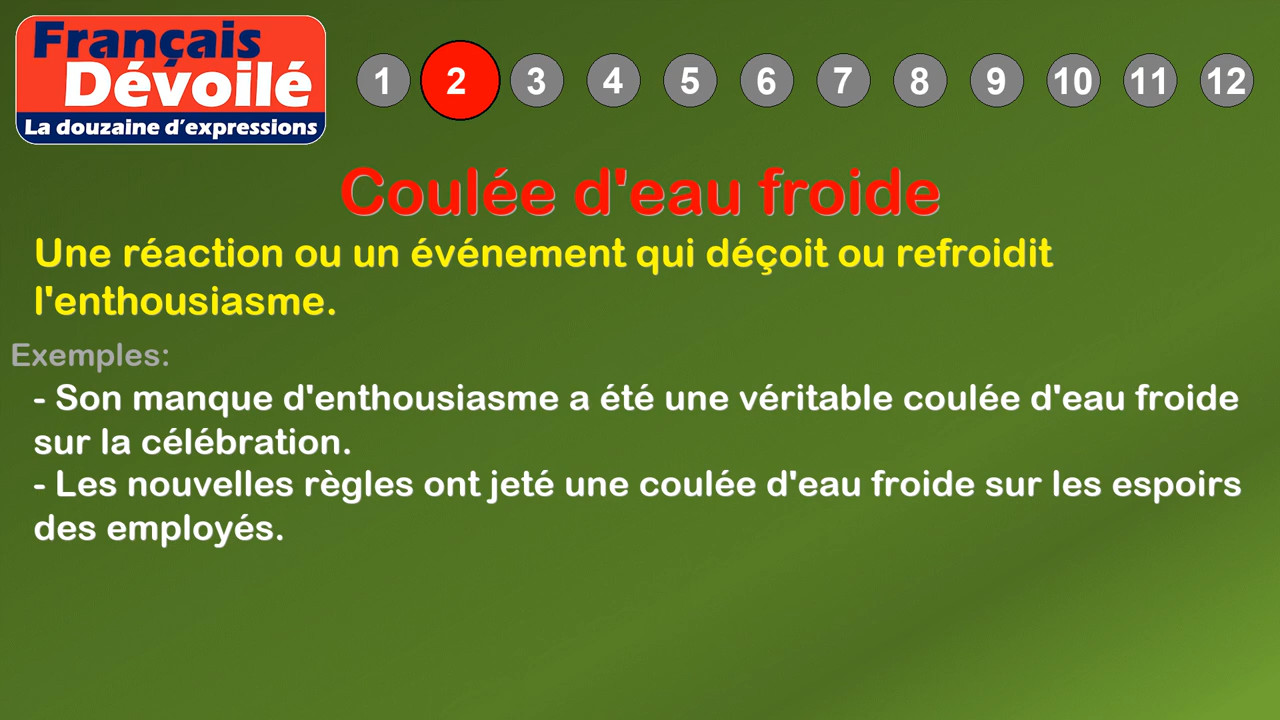 Français
Dévoilé
La douzaine d'expressions
1 2 3 4 5 6 7 8 9 10 11 12
Coulée d'eau froide
Une réaction ou un événement qui déçoit ou refroidit
l'enthousiasme.
Exemples:
- Son manque d'enthousiasme a été une véritable coulée d'eau froide
sur la célébration.
- Les nouvelles règles ont jeté une coulée d'eau froide sur les espoirs
des employés.